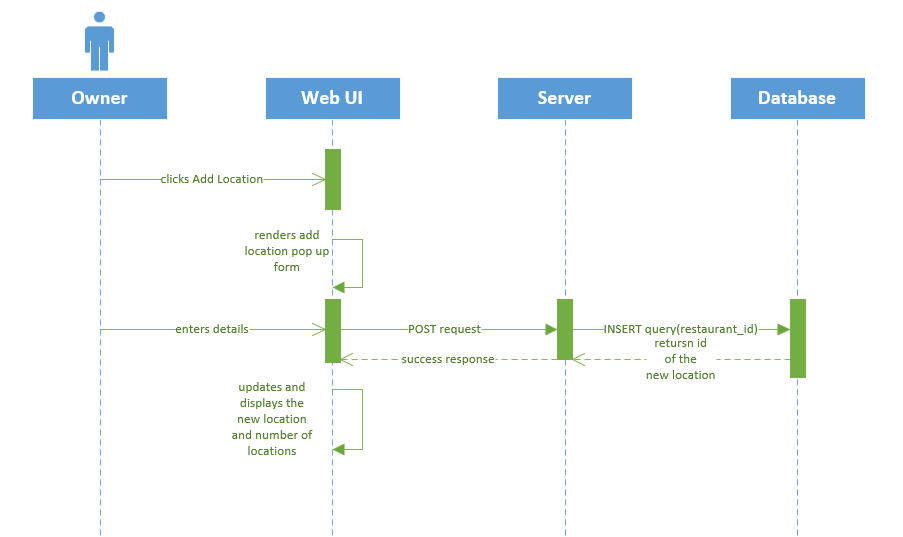 Owner
Web UI
Server
Database
clicks Add Location
renders add
location pop up
form
enters details
POST request
INSERT query(restaurant_id)
success response
retursn id
of the
new location
updates and
displays the
new location
and number of
locations